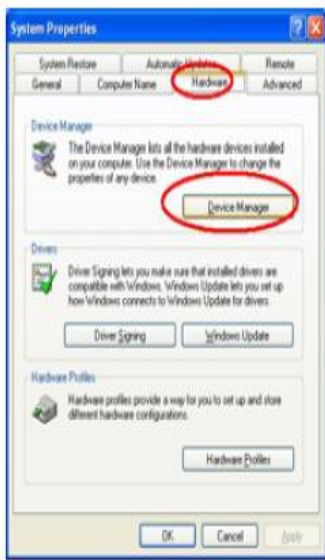 System Properties
System Restore Automatic Updates Remote
General Computer Name Hardware Advanced
Device Manager
The Device Manager lists all the hardware devices installed
on your computer. Use the Device Manager to change the
properties of any device.
Device Manager
Drivers
Driver Signing lets you make sure that installed drivers are
compatible with Windows. Windows Update lets you set up
how Windows connects to Windows Update for drivers.
Driver Signing Windows Update
Hardware Profiles
Hardware profiles provide a way for you to set up and store
different hardware configurations.
Hardware Profiles
OK Cancel Apply